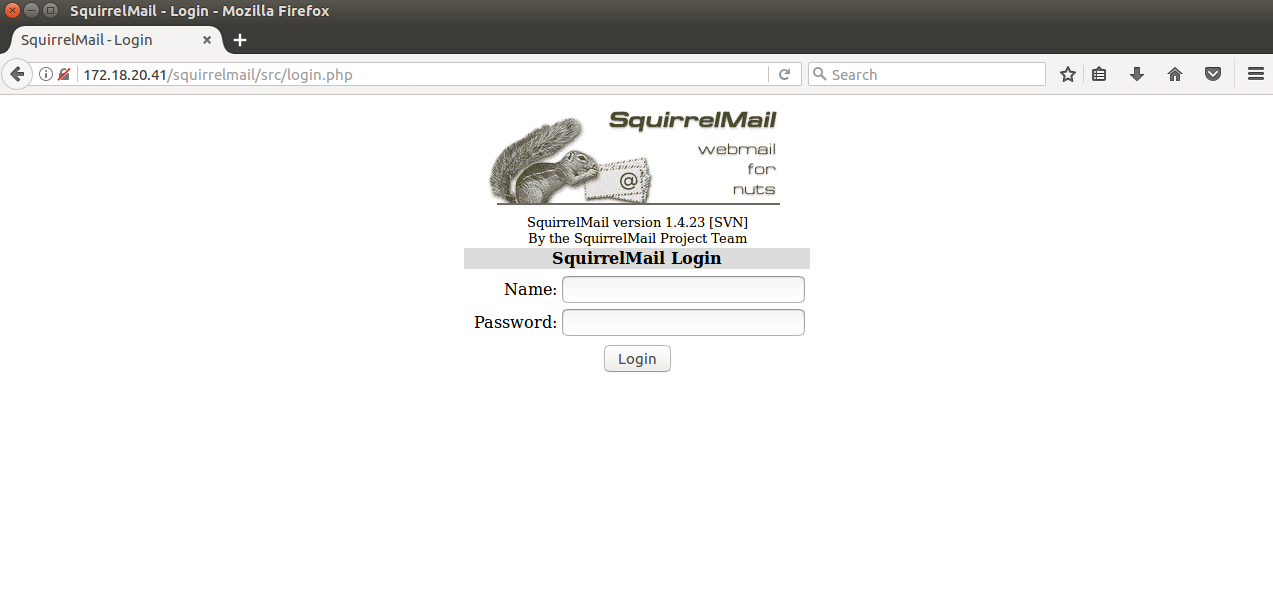 SquirrelMail - Login - Mozilla Firefox
SquirrelMail - Login
172.18.20.41/squirrelmail/src/login.php
Search
SquirrelMail
webmail
for
nuts
@
SquirrelMail version 1.4.23 [SVN]
By the SquirrelMail Project Team
SquirrelMail Login
Name:
Password:
Login